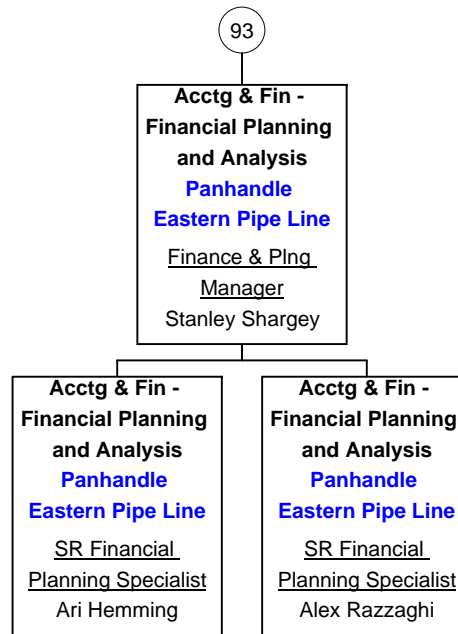 93
Acctg & Fin -
Financial Planning
and Analysis
Panhandle
Eastern Pipe Line
Finance & Plng
Manager
Stanley Shargey
Acctg & Fin -
Financial Planning
and Analysis
Panhandle
Eastern Pipe Line
SR Financial
Planning Specialist
Ari Hemming
Acctg & Fin -
Financial Planning
and Analysis
Panhandle
Eastern Pipe Line
SR Financial
Planning Specialist
Alex Razzaghi